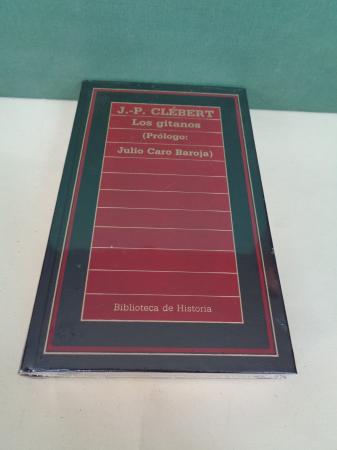 J.-P. CLÉBERT
Los gitanos
(Prólogo:
Julio Caro Baroja)
Biblioteca de Historia